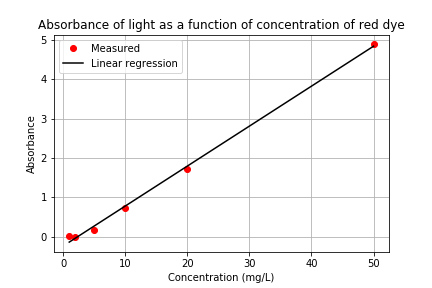 Absorbance of light as a function of concentration of red dye
Measured
Linear regression
5
4
3
2
1
0
Absorbance
0 10 20 30 40 50
Concentration (mg/L)